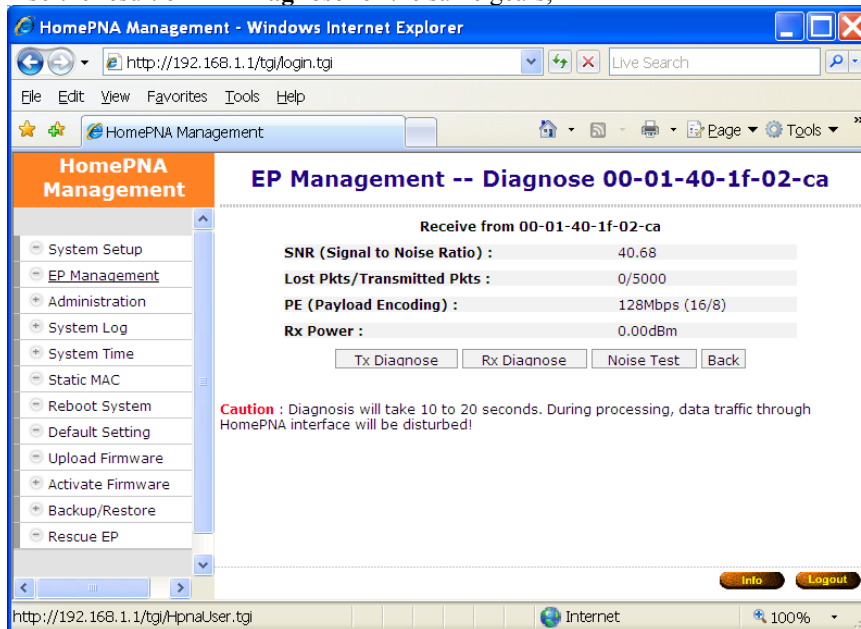 HomePNA Management - Windows Internet Explorer
http://192.168.1.1/tgi/login.tgi
Live Search
File Edit View Favorites Tools Help
HomePNA Management
Page Tools
HomePNA
Management
System Setup
EP Management
Administration
System Log
System Time
Static MAC
Reboot System
Default Setting
Upload Firmware
Activate Firmware
Backup/Restore
Rescue EP
EP Management -- Diagnose 00-01-40-1f-02-ca
Receive from 00-01-40-1f-02-ca
SNR (Signal to Noise Ratio) : 40.68
Lost Pkts/Transmitted Pkts : 0/5000
PE (Payload Encoding) : 128Mbps (16/8)
Rx Power : 0.00dBm
Tx Diagnose Rx Diagnose Noise Test Back
Caution : Diagnosis will take 10 to 20 seconds. During processing, data traffic through
HomePNA interface will be disturbed!
Info Logout
http://192.168.1.1/tgi/HpnaUser.tgi Internet 100%